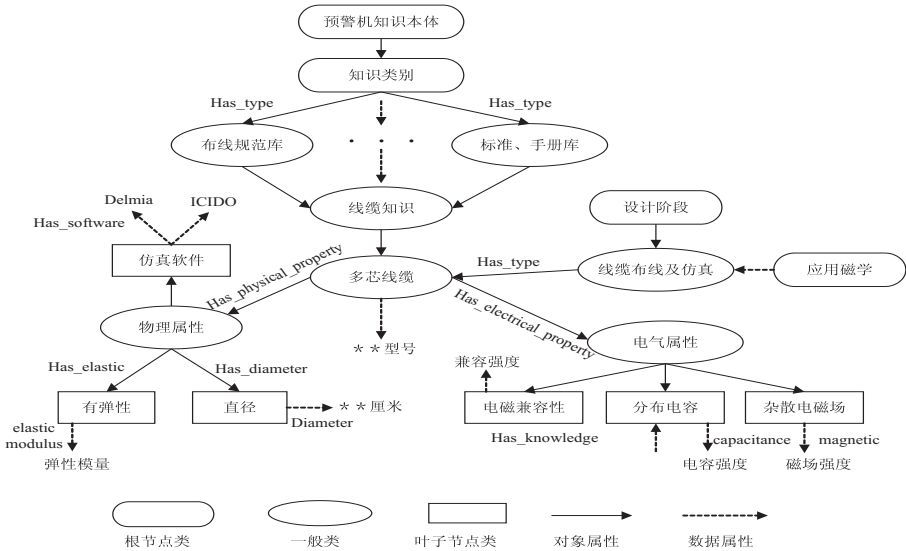 预警机知识本体
知识类别
Has_type
Has_type
布线规范库
· · ·
标准、手册库
线缆知识
设计阶段
Delmia
ICIDO
Has_software
仿真软件
Has_physical_property
多芯线缆
Has_type
线缆布线及仿真
应用磁学
Has_electrical_property
物理属性
**型号
电气属性
兼容强度
Has_elastic
Has_diameter
有弹性
直径
**厘米
Diameter
电磁兼容性
分布电容
杂散电磁场
elastic
modulus
弹性模量
Has_knowledge
capacitance
magnetic
电容强度
磁场强度
根节点类
一般类
叶子节点类
对象属性
数据属性